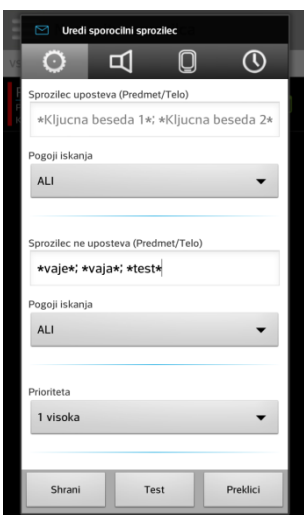 Uredi sporocilni sprozilec
Sprozilec uposteva (Predmet/Telo)
*Kljucna beseda 1*; *Kljucna beseda 2*
Pogoji iskanja
ALI
Sprozilec ne uposteva (Predmet/Telo)
*vaje*; *vaja*; *test*
Pogoji iskanja
ALI
Prioriteta
1 visoka
Shrani
Test
Preklici